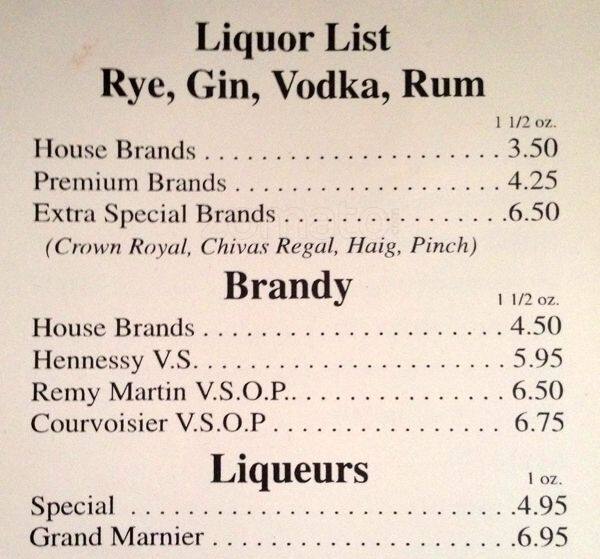 Liquor List
Rye, Gin, Vodka, Rum
1 1/2 oz.
House Brands . . . . . . . . . . . . . . . . . . . . . . 3.50
Premium Brands . . . . . . . . . . . . . . . . . . . . 4.25
Extra Special Brands . . . . . . . . . . . . . . . . .6.50
(Crown Royal, Chivas Regal, Haig, Pinch)
Brandy
1 1/2 oz.
House Brands . . . . . . . . . . . . . . . . . . . . . . . 4.50
Hennessy V.S. . . . . . . . . . . . . . . . . . . . . . . . 5.95
Remy Martin V.S.O.P.. . . . . . . . . . . . . . . . . 6.50
Courvoisier V.S.O.P . . . . . . . . . . . . . . . . . . 6.75
Liqueurs
1 oz.
Special . . . . . . . . . . . . . . . . . . . . . . . . . . . . .4.95
Grand Marnier . . . . . . . . . . . . . . . . . . . . . . .6.95
zomato